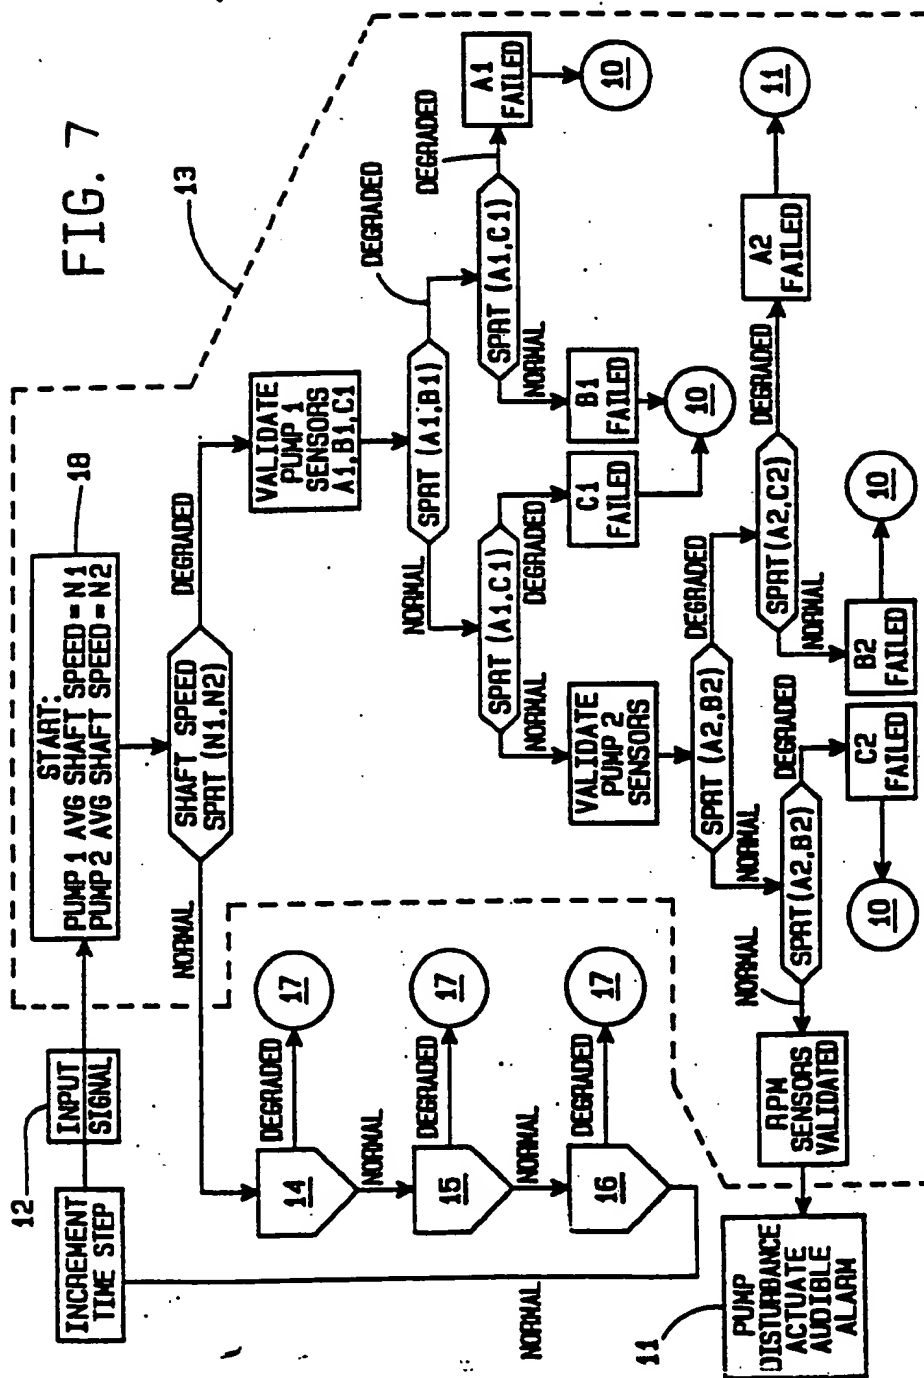 FIG. 7
13
12
INCREMENT
TIME STEP
INPUT
SIGNAL
START:
PUMP 1 AVG SHAFT SPEED = N1
PUMP 2 AVG SHAFT SPEED = N2
18
SHAFT SPEED
SPRT (N1,N2)
NORMAL
DEGRADED
14
DEGRADED
17
NORMAL
15
DEGRADED
17
NORMAL
16
DEGRADED
17
NORMAL
VALIDATE
PUMP 1
SENSORS
A1,B1,C1
SPRT (A1,B1)
NORMAL
DEGRADED
SPRT (A1,C1)
DEGRADED
A1
FAILED
10
NORMAL
B1
FAILED
10
SPRT (A1,C1)
DEGRADED
C1
FAILED
NORMAL
VALIDATE
PUMP 2
SENSORS
SPRT (A2,B2)
NORMAL
DEGRADED
SPRT (A2,C2)
DEGRADED
A2
FAILED
11
NORMAL
B2
FAILED
10
SPRT (A2,B2)
DEGRADED
C2
FAILED
10
NORMAL
RPM
SENSORS
VALIDATED
PUMP
DISTURBANCE
ACTUATE
AUDIBLE
ALARM
11